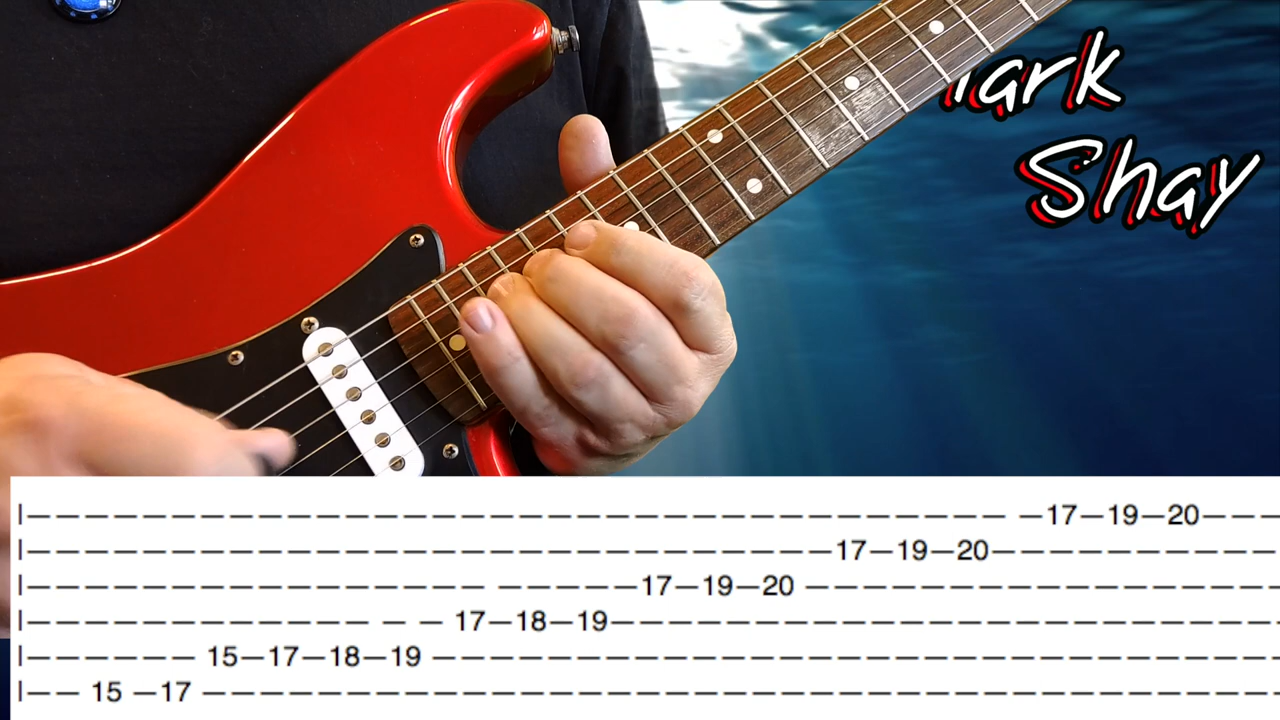 ark
Shay
|—————————————————————————————————— —17—19—20———
|———————————————————————————17—19—20——————————
|———————————————— —————17—19—20 ————————————————
|———————————— — — 17—18—19———————————————————————
|—————— 15—17—18—19 ————————————————————————————
|—— 15 —17 ————————————————————————————————————